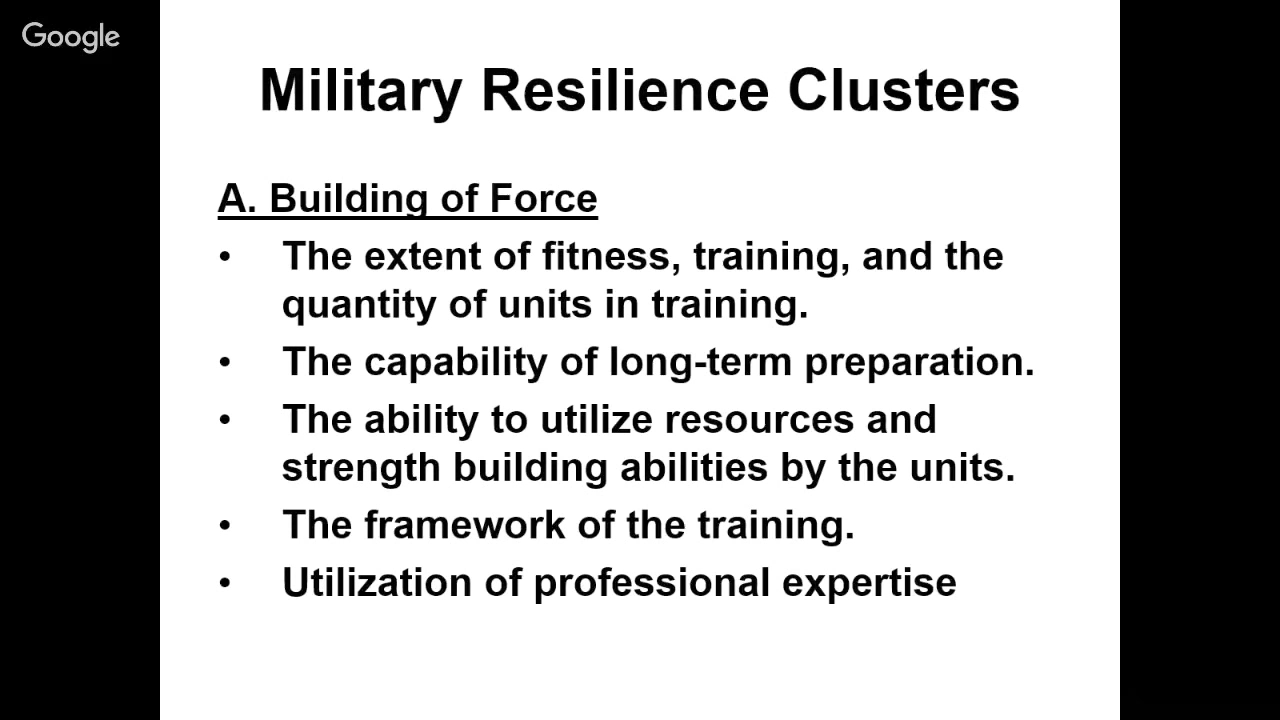 Google
Military Resilience Clusters
A. Building of Force
• The extent of fitness, training, and the
quantity of units in training.
• The capability of long-term preparation.
• The ability to utilize resources and
strength building abilities by the units.
• The framework of the training.
• Utilization of professional expertise